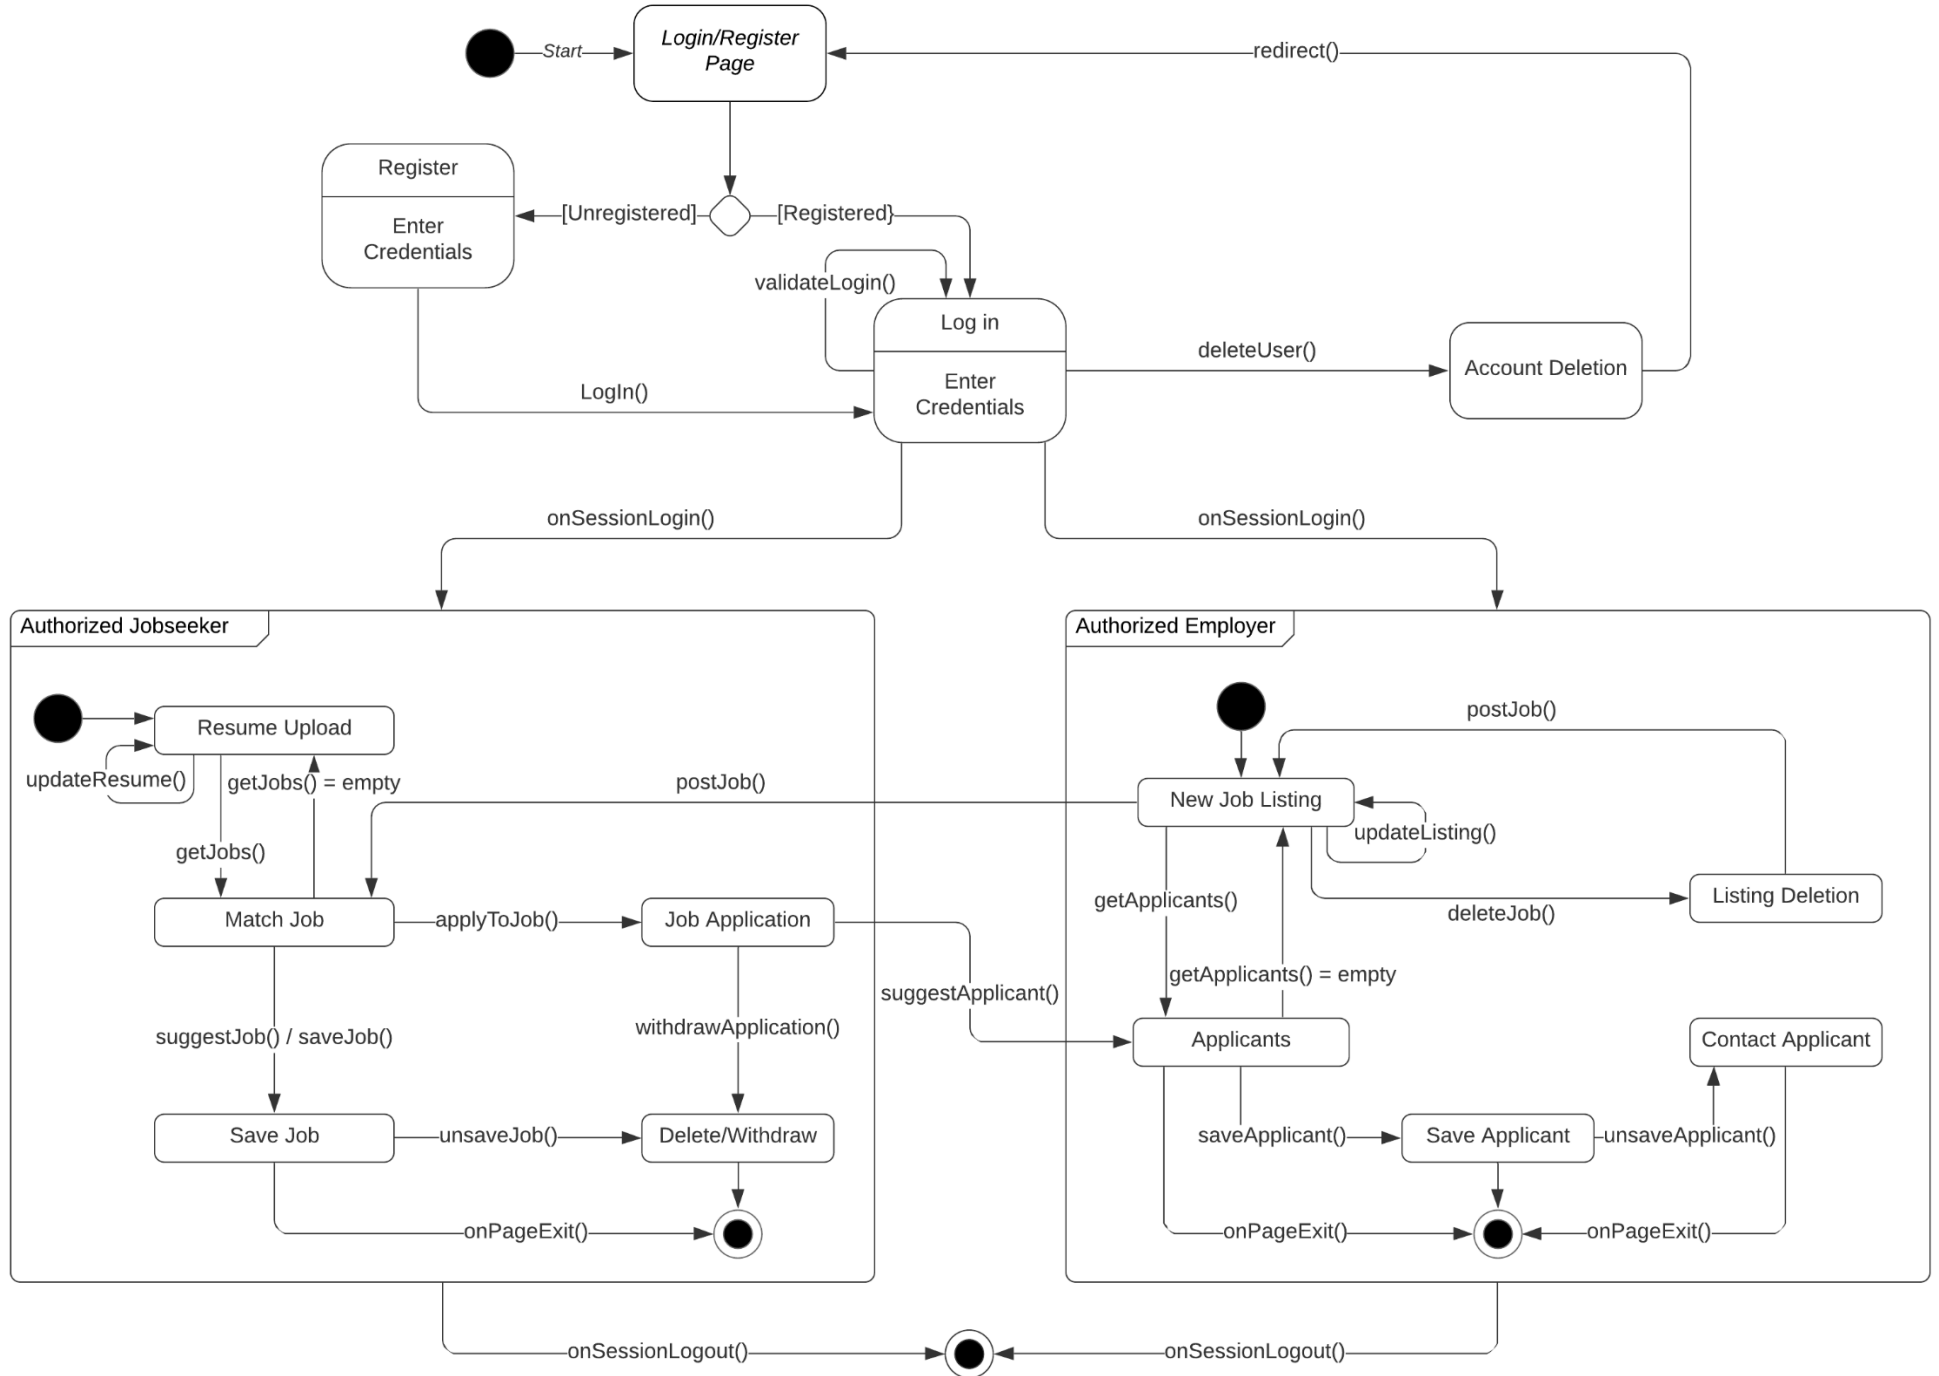 Start
Login/Register
Page
redirect()
Register
Enter
Credentials
[Unregistered]
[Registered}
validateLogin()
Log in
Enter
Credentials
deleteUser()
Account Deletion
LogIn()
onSessionLogin()
onSessionLogin()
Authorized Jobseeker
Resume Upload
updateResume()
getJobs() = empty
getJobs()
postJob()
Match Job
applyToJob()
Job Application
suggestJob() / saveJob()
withdrawApplication()
suggestApplicant()
Save Job
unsaveJob()
Delete/Withdraw
onPageExit()
Authorized Employer
postJob()
New Job Listing
updateListing()
getApplicants()
deleteJob()
Listing Deletion
getApplicants() = empty
Applicants
Contact Applicant
saveApplicant()
Save Applicant
unsaveApplicant()
onPageExit()
onPageExit()
onSessionLogout()
onSessionLogout()